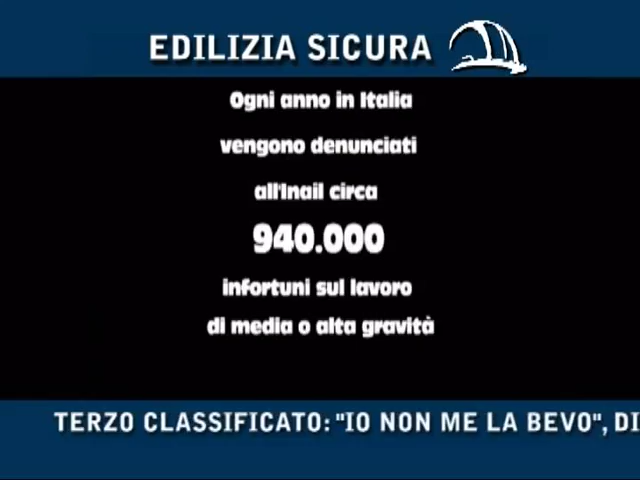 EDILIZIA SICURA
Ogni anno in Italia
vengono denunciati
all'Inail circa
940.000
infortuni sul lavoro
di media o alta gravità
TERZO CLASSIFICATO: "IO NON ME LA BEVO", DI